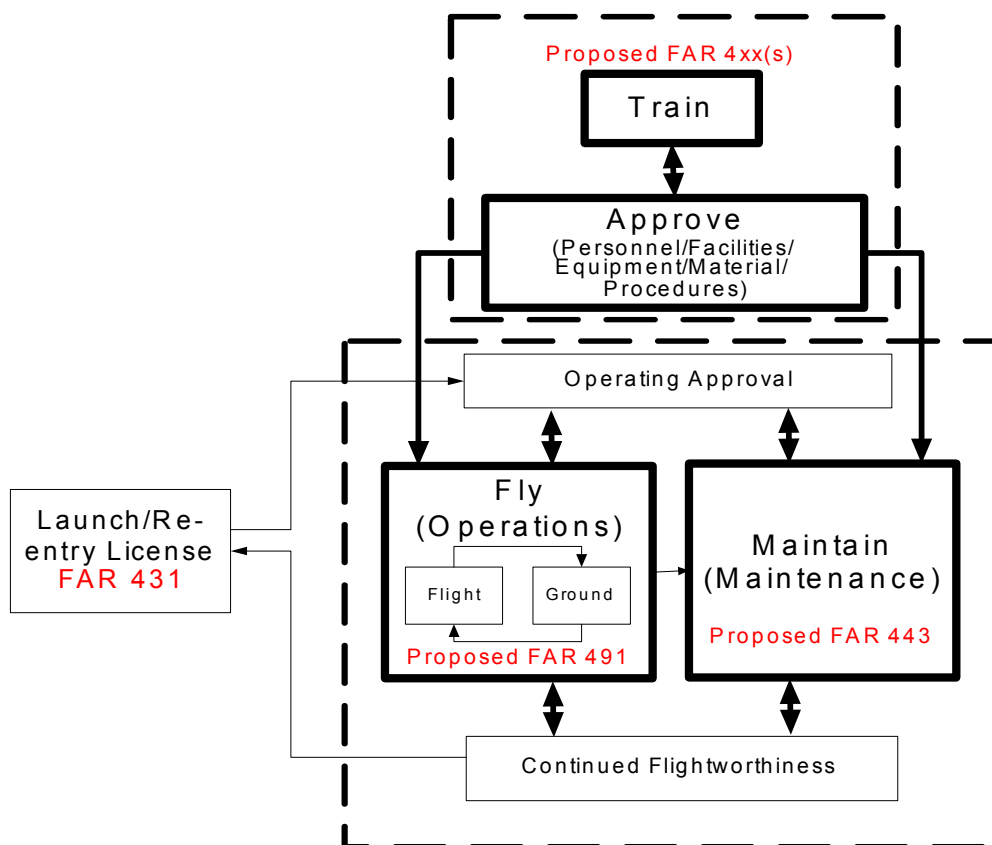 Proposed FAR 4xx(s)
Train
Approve
(Personnel/Facilities/
Equipment/Material/
Procedures)
Operating Approval
Fly
(Operations)
Flight
Ground
Proposed FAR 491
Maintain
(Maintenance)
Proposed FAR 443
Launch/Re-
entry License
FAR 431
Continued Flightworthiness